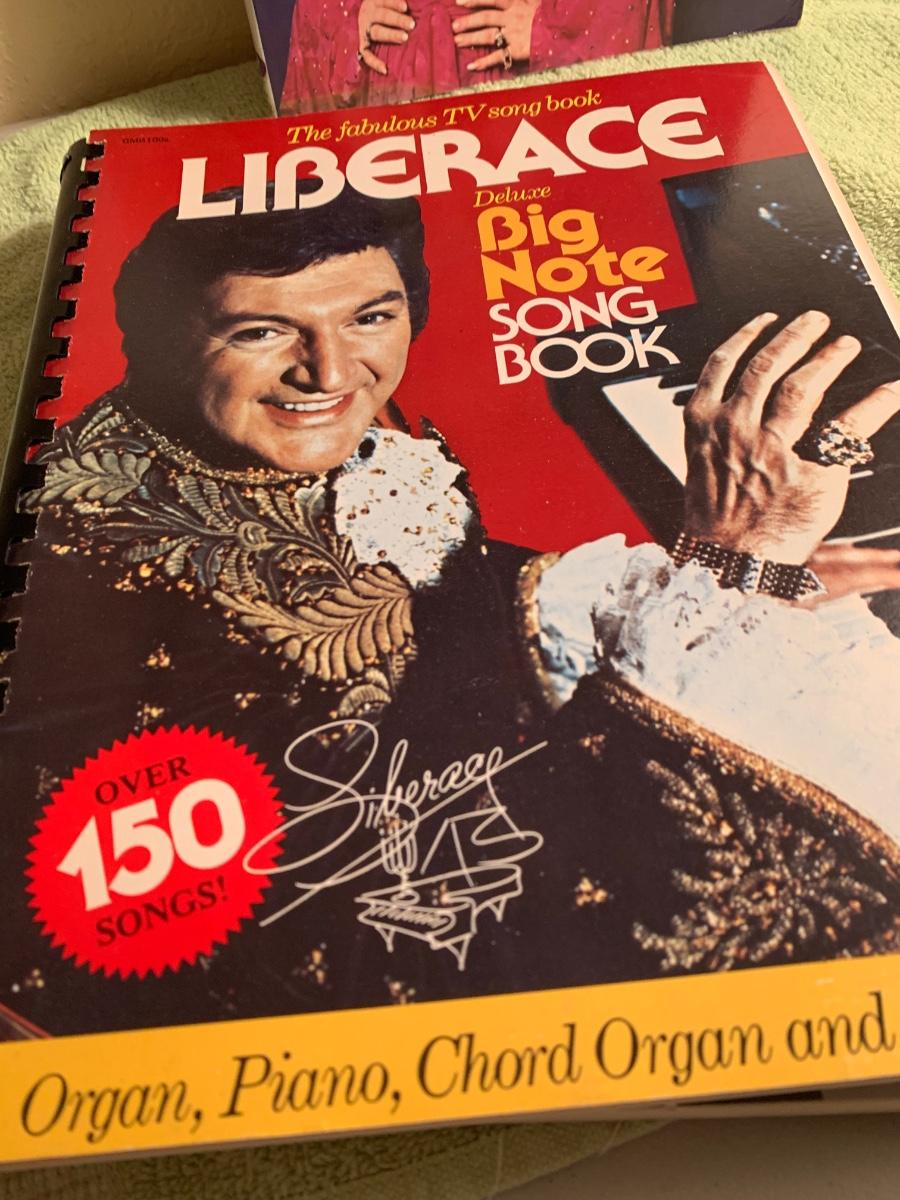 The fabulous TV song book
LIBERACE
Deluxe
Big
Note
SONG
BOOK
OVER
150
SONGS!
Liberace
Organ, Piano, Chord Organ and